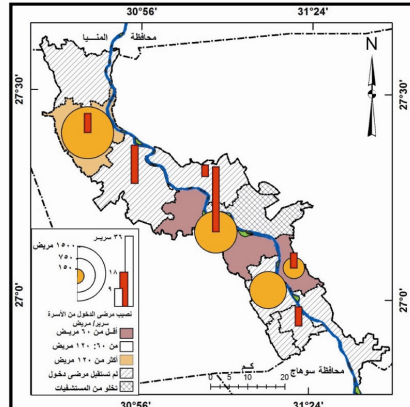 30°56
31°24
محافظة المنيا
N
27°30
27°30
٣٦ سرير
١٥٠٠ مريض
٧٥٠
١٥٠
١٨
٩
نصيب مرضى الدخول من الأسرة
سرير/ مريض
أقل من ٦٠ مريض
من ٦٠: ١٢٠ مريض
أكثر من ١٢٠ مريض
لم تستقبل مرضى دخول
تخلو من المستشفيات
27°0
27°0
كم
0 5 10 20
محافظة سوهاج
30°56
31°24